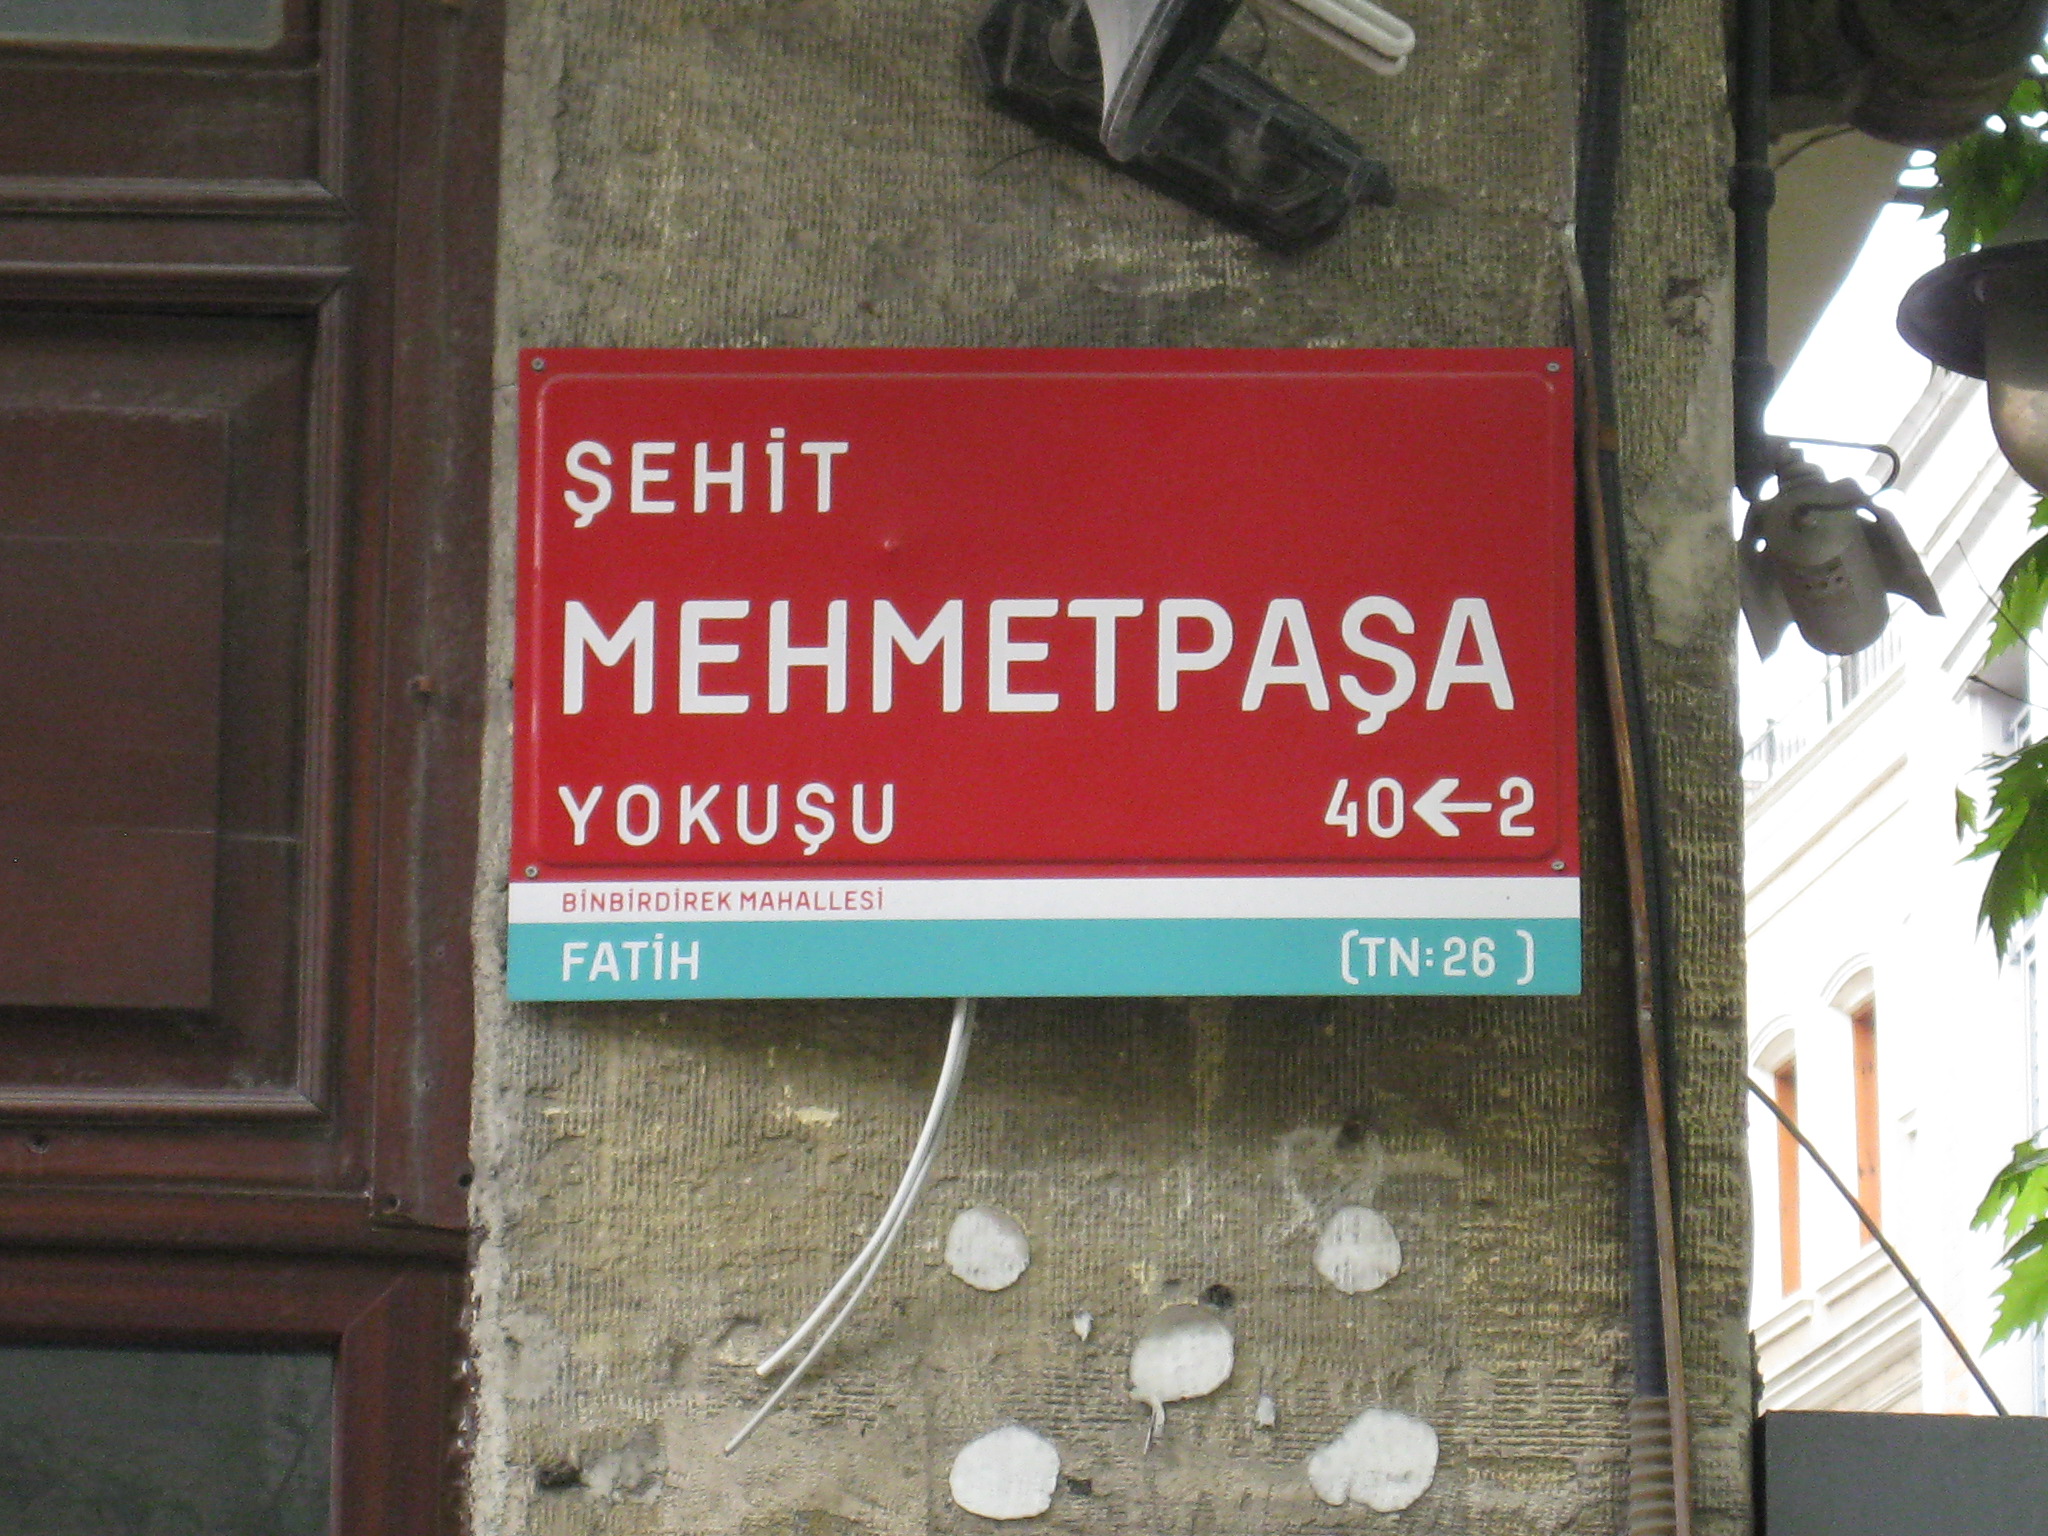 ŞEHİT
MEHMETPAŞA
YOKUŞU 40←2
BİNBİRDİREK MAHALLESİ
FATİH (TN:26 )